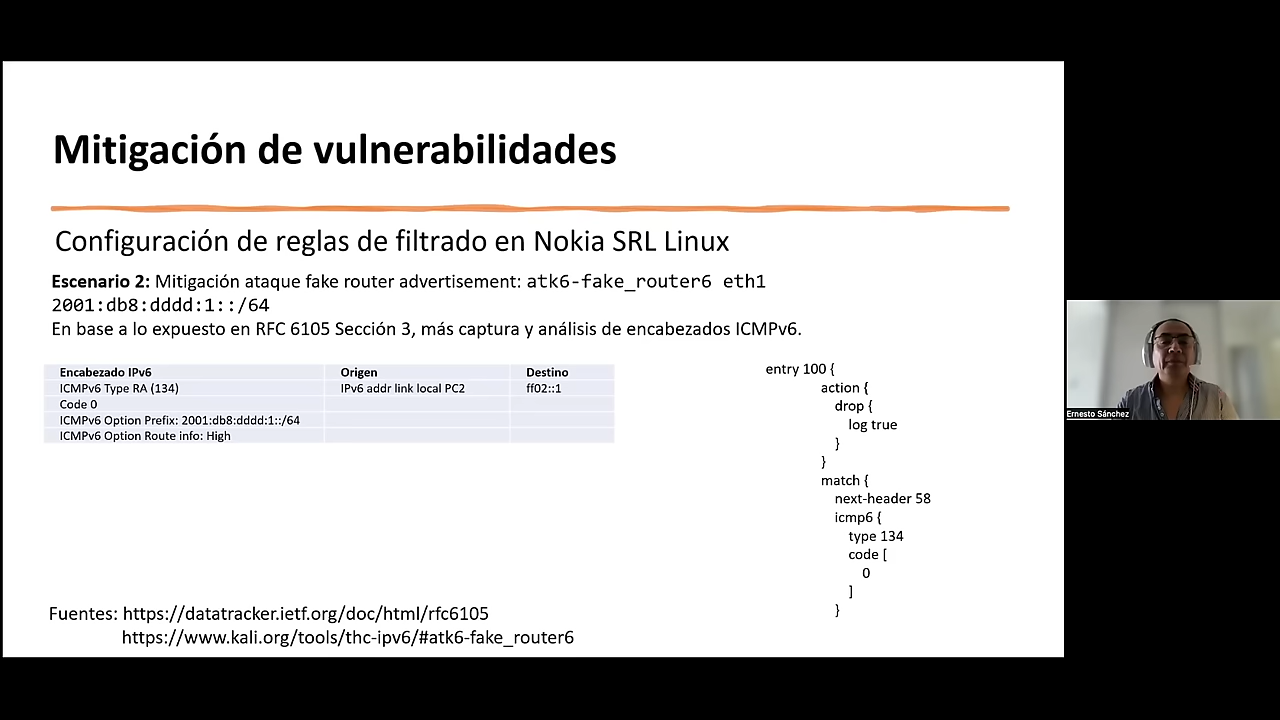 Mitigación de vulnerabilidades
Configuración de reglas de filtrado en Nokia SRL Linux
Escenario 2: Mitigación ataque fake router advertisement: atk6-fake_router6 eth1
2001:db8:dddd:1::/64
En base a lo expuesto en RFC 6105 Sección 3, más captura y análisis de encabezados ICMPv6.
Encabezado IPv6 Origen Destino
ICMPv6 Type RA (134) IPv6 addr link local PC2 ff02::1
Code 0
ICMPv6 Option Prefix: 2001:db8:dddd:1::/64
ICMPv6 Option Route info: High
entry 100 {
action {
drop {
log true
}
}
match {
next-header 58
icmp6 {
type 134
code [
0
]
}
Fuentes: https://datatracker.ietf.org/doc/html/rfc6105
https://www.kali.org/tools/thc-ipv6/#atk6-fake_router6
Ernesto Sánchez